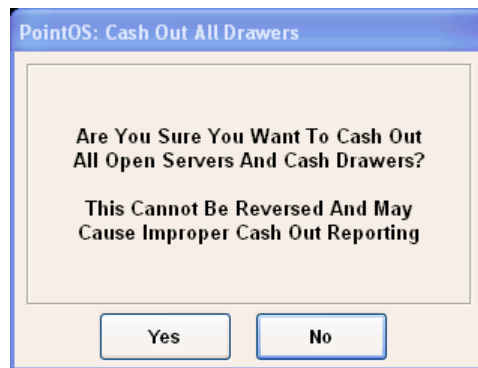 PointOS: Cash Out All Drawers
Are You Sure You Want To Cash Out
All Open Servers And Cash Drawers?
This Cannot Be Reversed And May
Cause Improper Cash Out Reporting
Yes
No